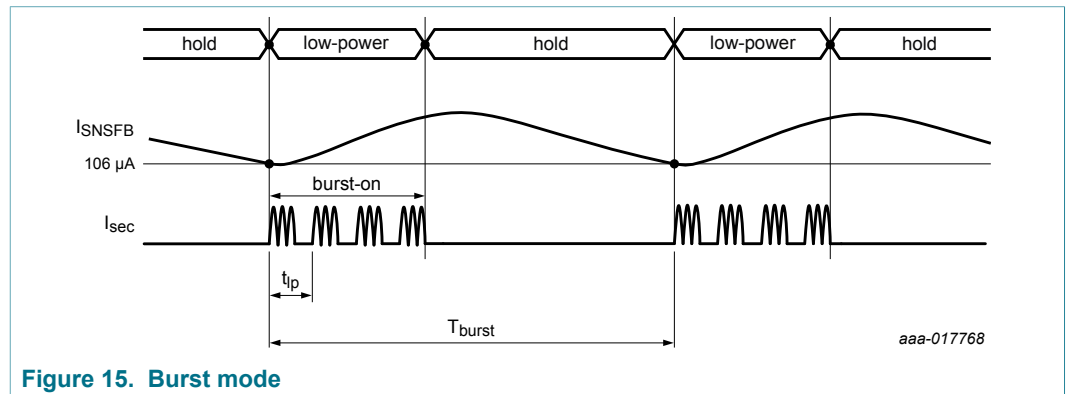 hold low-power hold low-power hold
ISNSFB
106 µA
burst-on
Isec
tlp
Tburst
aaa-017768
Figure 15. Burst mode